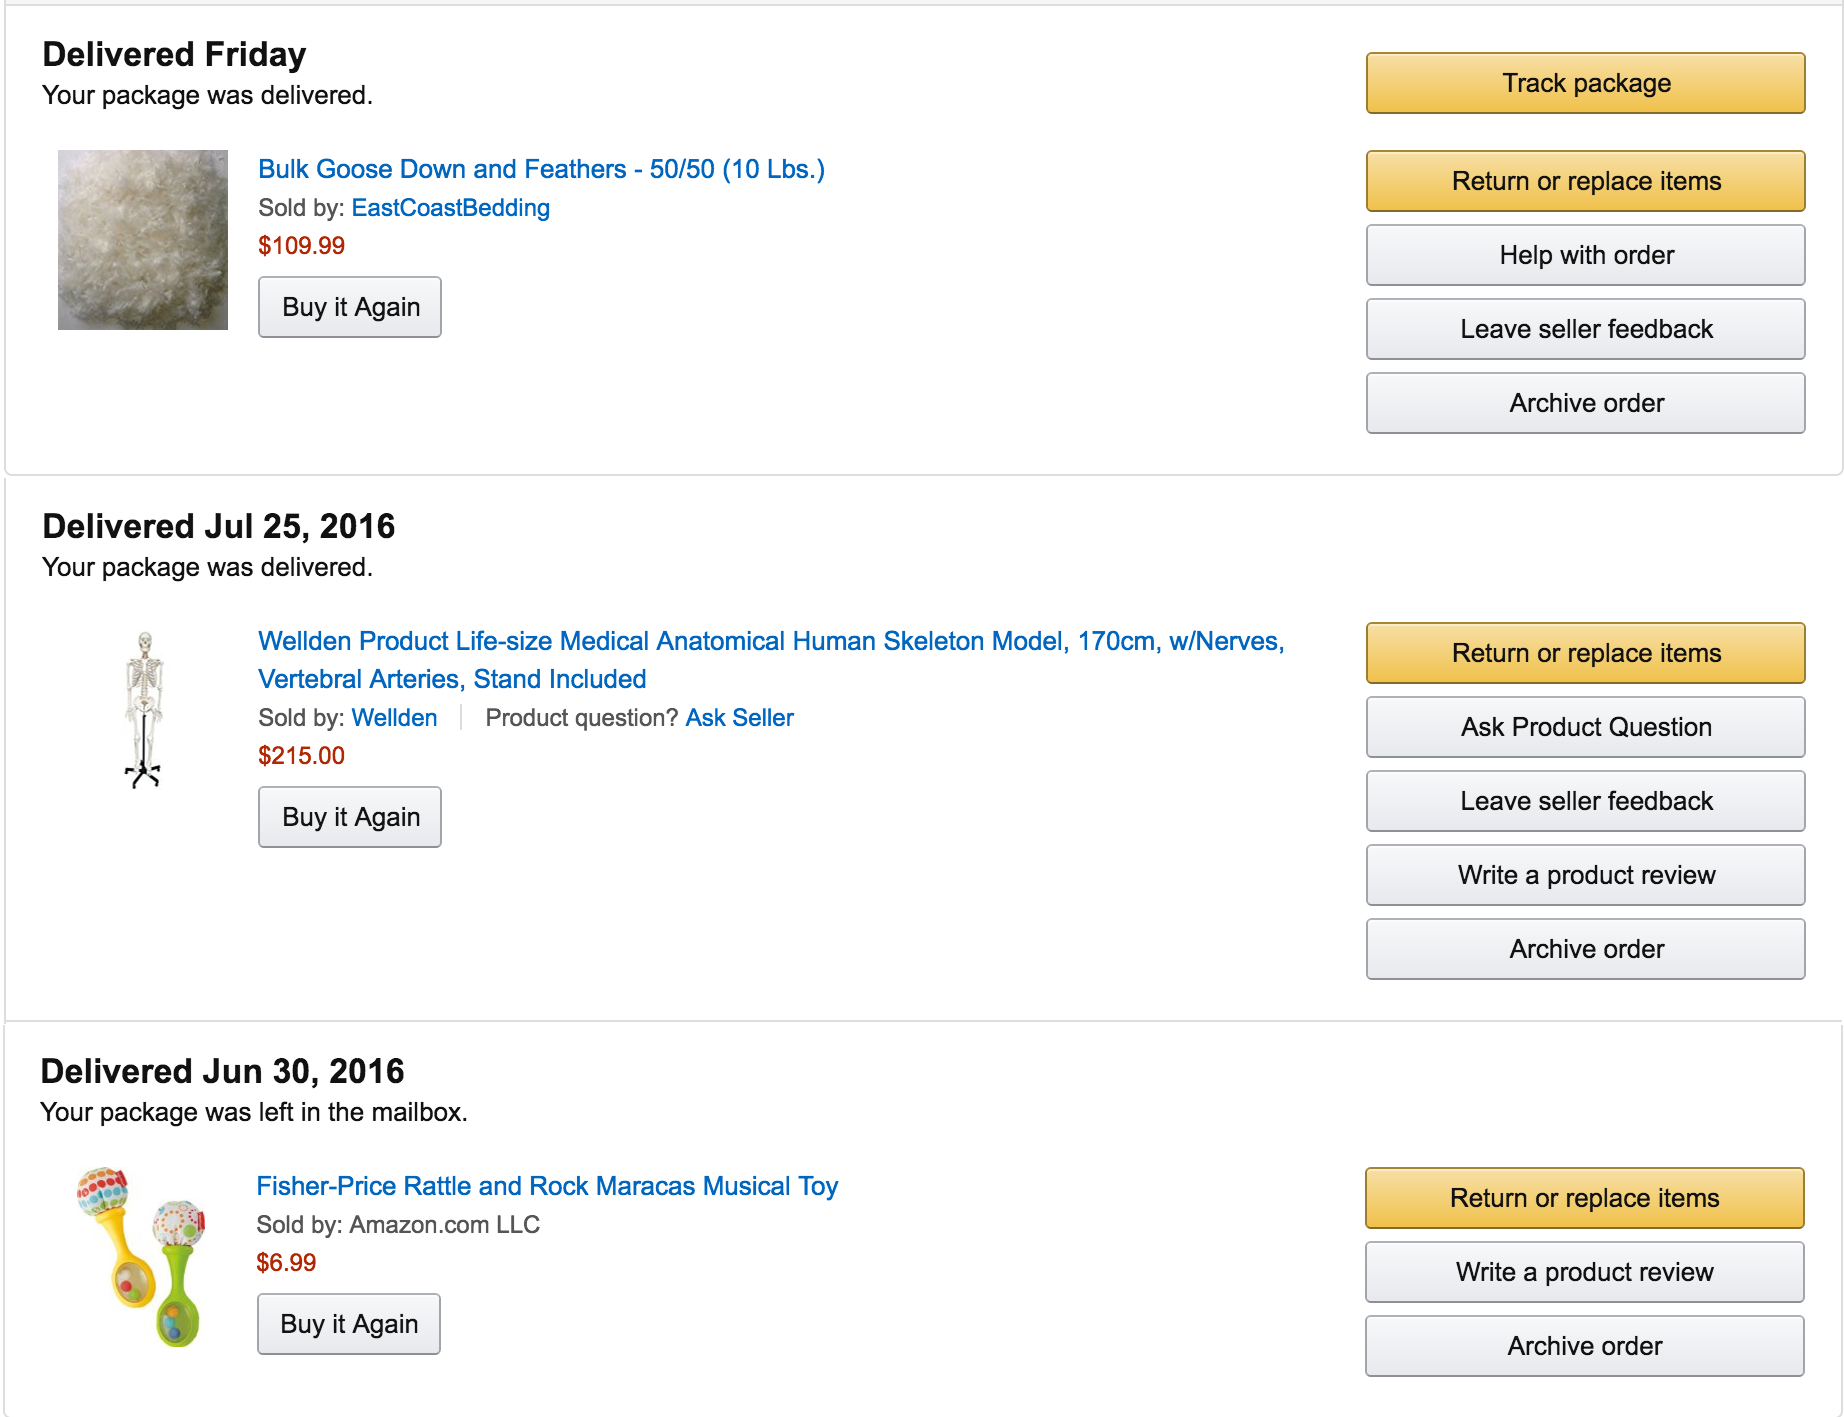 Delivered Friday
Your package was delivered.
Track package
Bulk Goose Down and Feathers - 50/50 (10 Lbs.)
Sold by: EastCoastBedding
$109.99
Buy it Again
Return or replace items
Help with order
Leave seller feedback
Archive order
Delivered Jul 25, 2016
Your package was delivered.
Wellden Product Life-size Medical Anatomical Human Skeleton Model, 170cm, w/Nerves,
Vertebral Arteries, Stand Included
Sold by: Wellden Product question? Ask Seller
$215.00
Buy it Again
Return or replace items
Ask Product Question
Leave seller feedback
Write a product review
Archive order
Delivered Jun 30, 2016
Your package was left in the mailbox.
Fisher-Price Rattle and Rock Maracas Musical Toy
Sold by: Amazon.com LLC
$6.99
Buy it Again
Return or replace items
Write a product review
Archive order